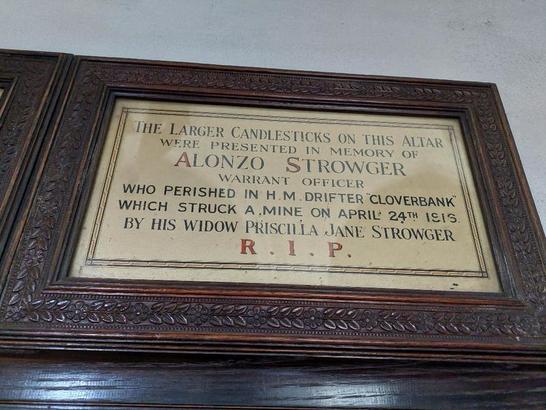 THE LARGER CANDLESTICKS ON THIS ALTAR
WERE PRESENTED IN MEMORY OF
ALONZO STROWGER
WARRANT OFFICER
WHO PERISHED IN H.M. DRIFTER "CLOVERBANK"
WHICH STRUCK A MINE ON APRIL 24TH 1916.
BY HIS WIDOW PRISCILLA JANE STROWGER
R. I. P.